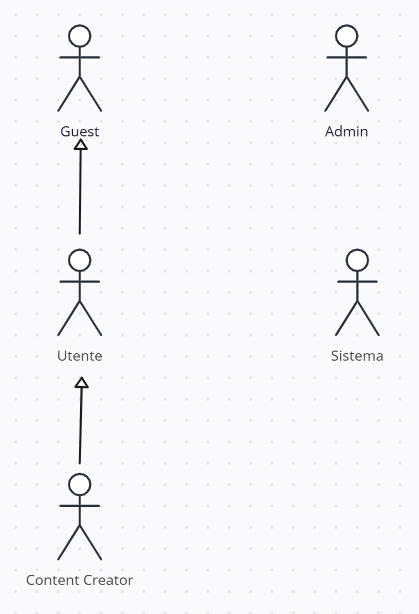 Guest
Admin
Utente
Sistema
Content Creator